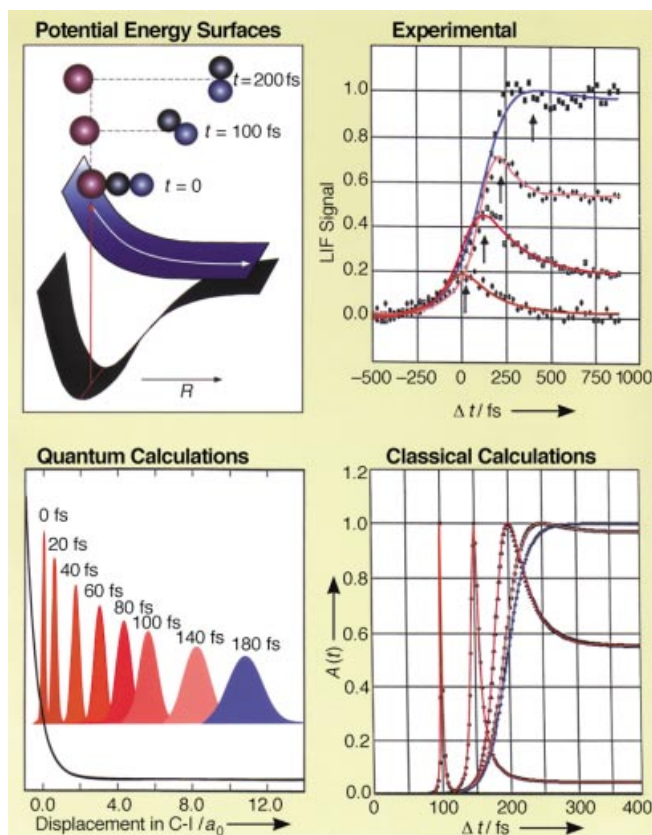 Potential Energy Surfaces
t = 200 fs
t = 100 fs
t = 0
R
Experimental
1.0
0.8
0.6
0.4
0.2
0.0
LIF Signal
−500 −250 0 250 500 750 1000
Δt / fs
Quantum Calculations
0 fs
20 fs
40 fs
60 fs
80 fs
100 fs
140 fs
180 fs
0.0 4.0 8.0 12.0
Displacement in C-I / a0
Classical Calculations
1.2
1.0
0.8
0.6
0.4
0.2
0.0
A(t)
0 100 200 300 400
Δt / fs